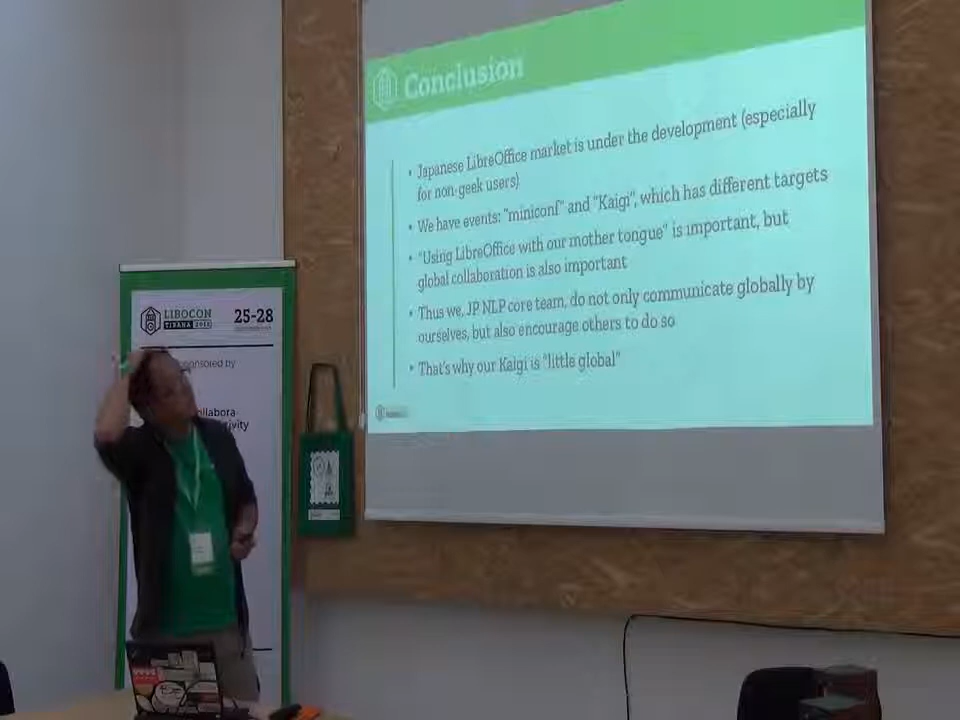 Conclusion
• Japanese LibreOffice market is under the development (especially
for non-geek users)
• We have events: "miniconf" and "Kaigi", which has different targets
• "Using LibreOffice with our mother tongue" is important, but
global collaboration is also important
• Thus we, JP NLP core team, do not only communicate globally by
ourselves, but also encourage others to do so
• That's why our Kaigi is "little global"
LIBOCON
TIRANA 2018
25-28
onsored by
llabora-
tivity